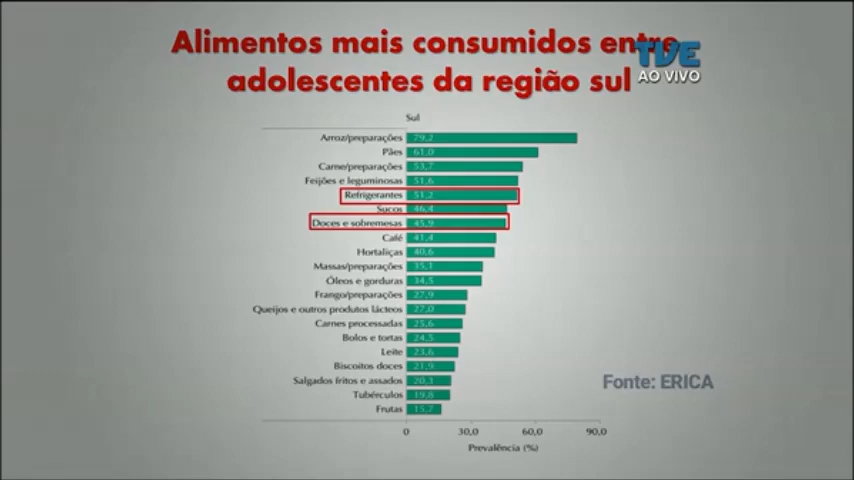 Alimentos mais consumidos entre
adolescentes da região sul
TVE
AO VIVO
Sul
Arroz/preparações 79,2
Pães 61,0
Carne/preparações 53,7
Feijões e leguminosas 51,6
Refrigerantes 51,2
Sucos 46,4
Doces e sobremesas 45,9
Café 41,4
Hortaliças 40,6
Massas/preparações 35,1
Óleos e gorduras 34,5
Frango/preparações 27,9
Queijos e outros produtos lácteos 27,0
Carnes processadas 25,6
Bolos e tortas 24,5
Leite 23,6
Biscoitos doces 21,9
Salgados fritos e assados 20,3
Tubérculos 19,8
Frutas 15,7
Fonte: ERICA
0 30,0 60,0 90,0
Prevalência (%)